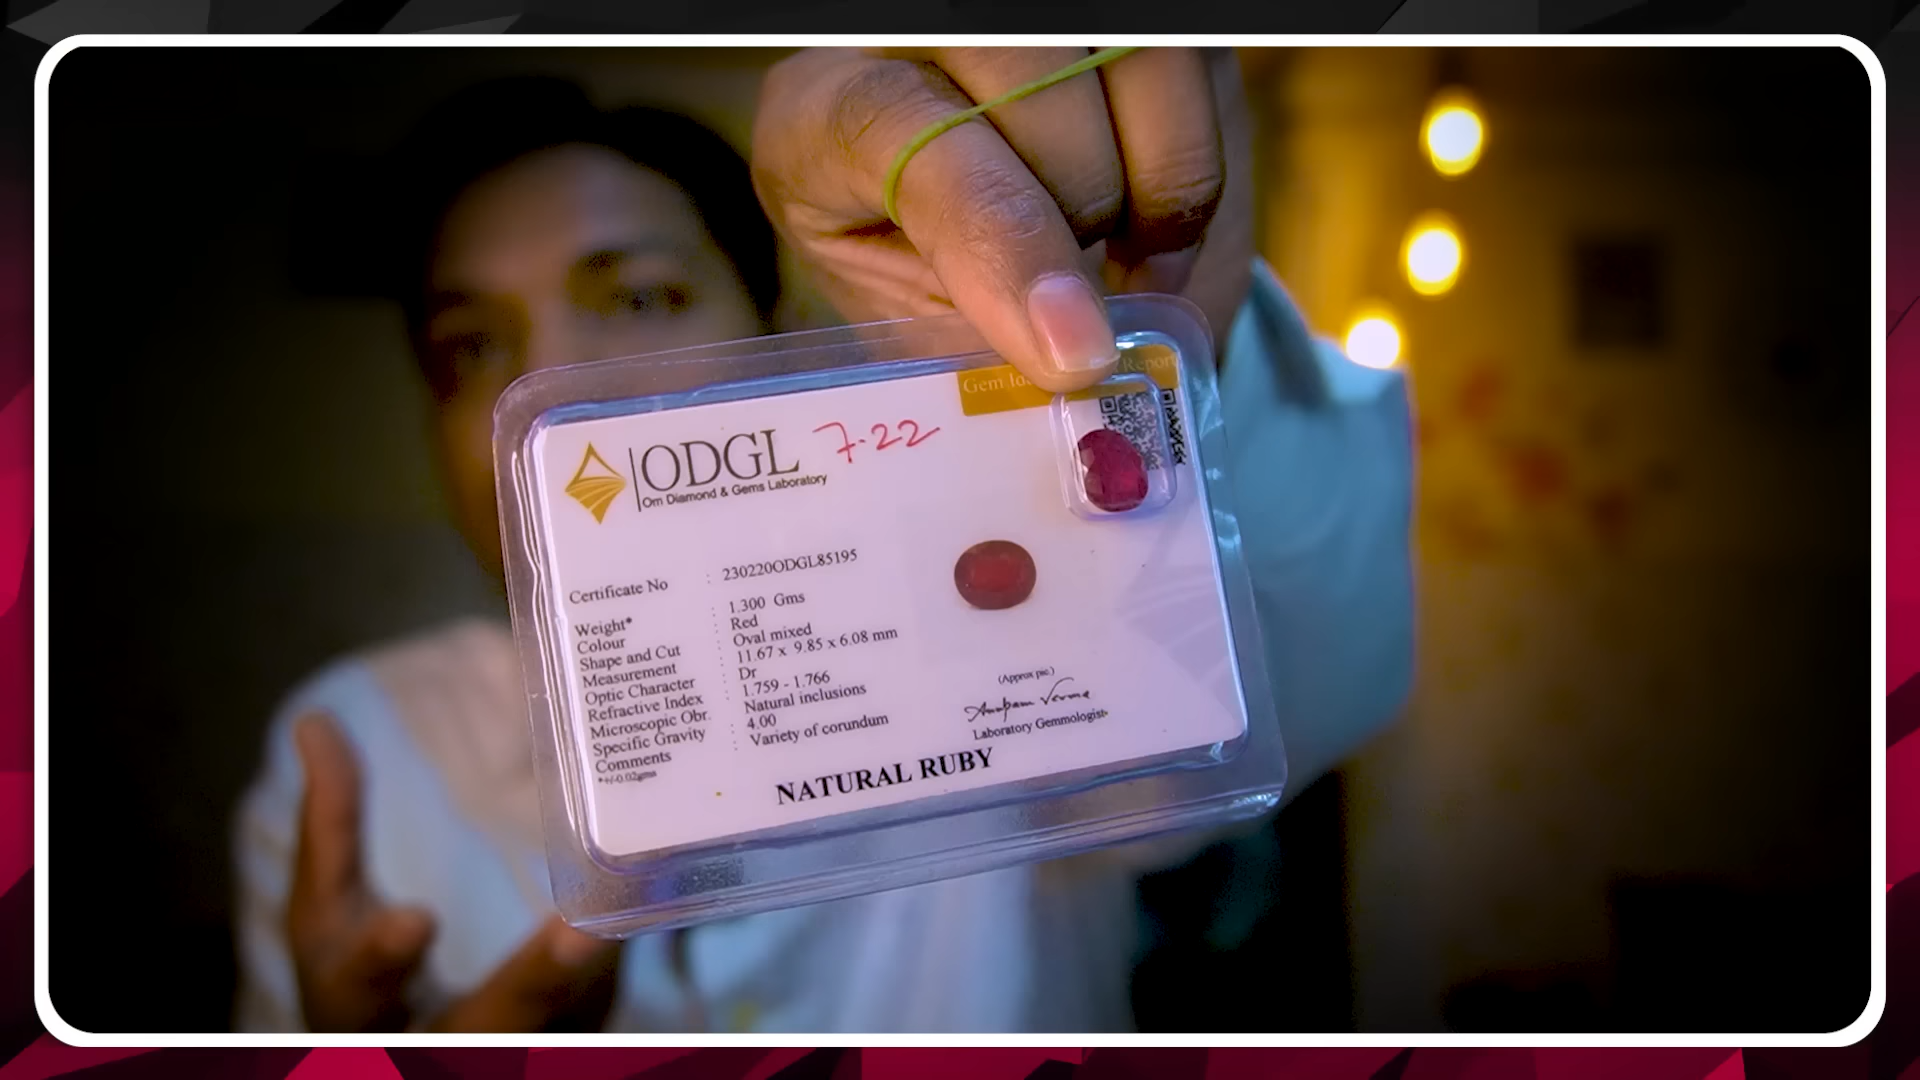 Gem Report
ODGL 7.22
Om Diamond & Gems Laboratory
Certificate No : 230220ODGL85195
Weight* : 1.300 Gms
Colour : Red
Shape and Cut : Oval mixed
Measurement : 11.67 x 9.85 x 6.08 mm
Optic Character : Dr
Refractive Index : 1.759 - 1.766
Microscopic Obr. : Natural inclusions
Specific Gravity : 4.00
Comments : Variety of corundum
*+/-0.02gms
(Approx pic.)
Anupam Verma
Laboratory Gemmologist
NATURAL RUBY